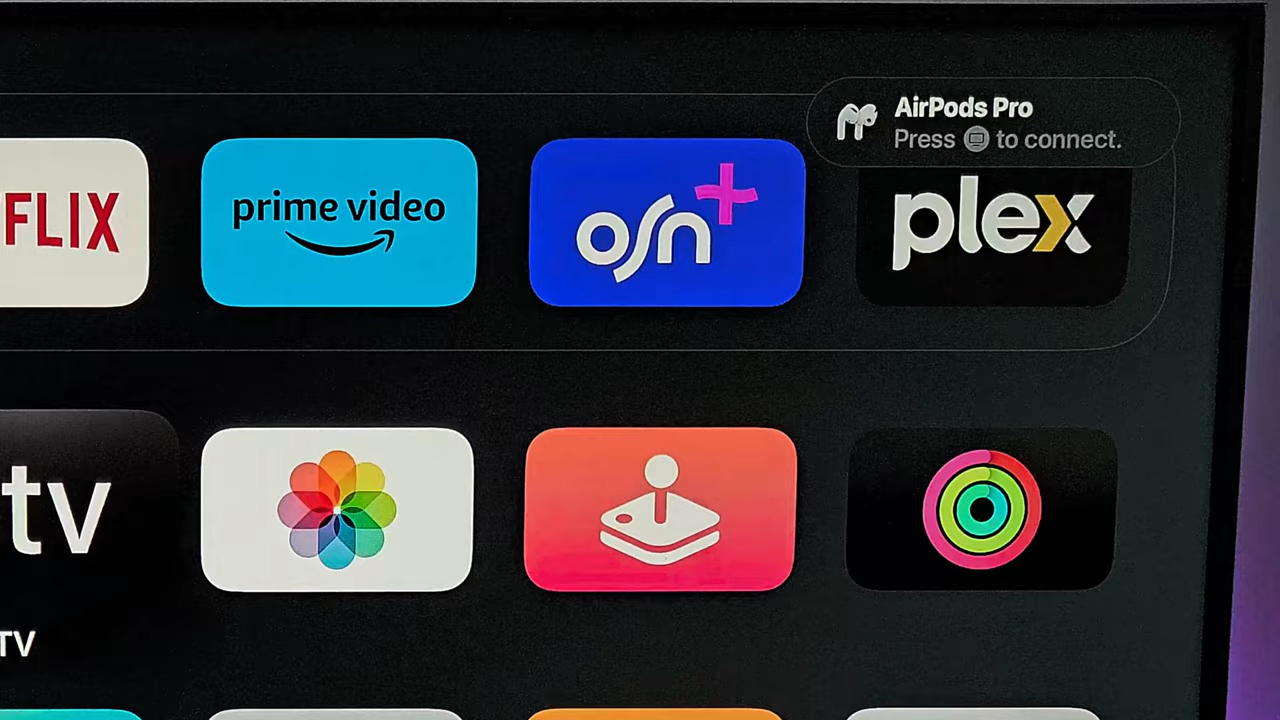 AirPods Pro
Press to connect.
FLIX
prime video
osn+
plex
tv
TV